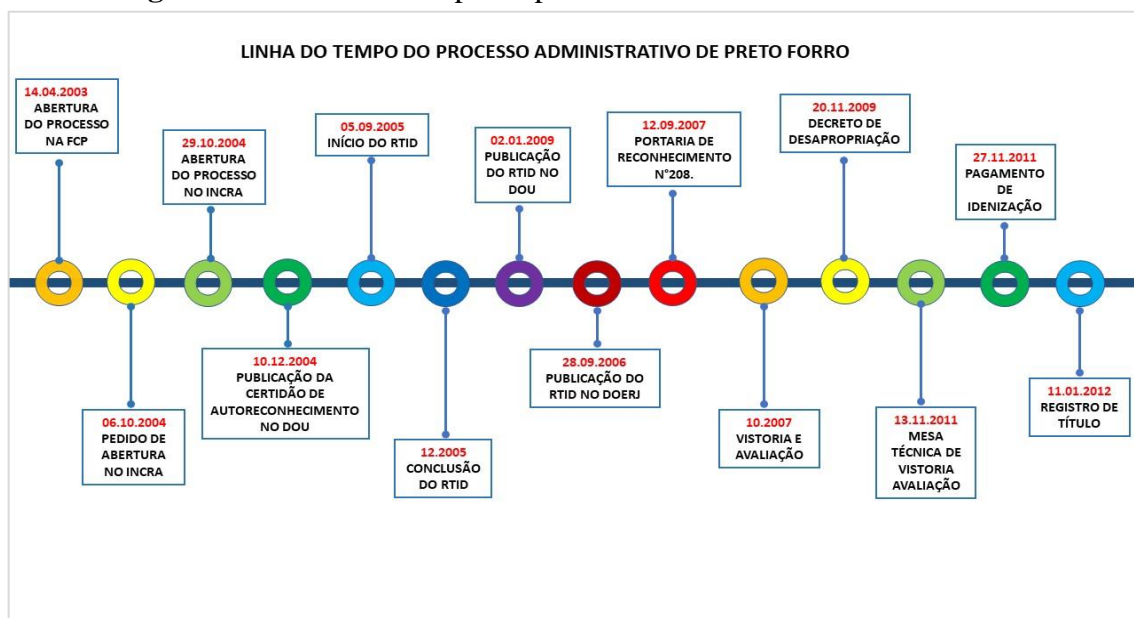 LINHA DO TEMPO DO PROCESSO ADMINISTRATIVO DE PRETO FORRO
14.04.2003
ABERTURA
DO PROCESSO
NA FCP
06.10.2004
PEDIDO DE
ABERTURA
NO INCRA
29.10.2004
ABERTURA
DO PROCESSO
NO INCRA
10.12.2004
PUBLICAÇÃO DA
CERTIDÃO DE
AUTORECONHECIMENTO
NO DOU
05.09.2005
INÍCIO DO RTID
12.2005
CONCLUSÃO
DO RTID
02.01.2009
PUBLICAÇÃO
DO RTID NO
DOU
28.09.2006
PUBLICAÇÃO DO
RTID NO DOERJ
12.09.2007
PORTARIA DE
RECONHECIMENTO
N°208.
10.2007
VISTORIA E
AVALIAÇÃO
20.11.2009
DECRETO DE
DESAPROPRIAÇÃO
13.11.2011
MESA
TÉCNICA DE
VISTORIA
AVALIAÇÃO
27.11.2011
PAGAMENTO
DE
IDENIZAÇÃO
11.01.2012
REGISTRO DE
TÍTULO